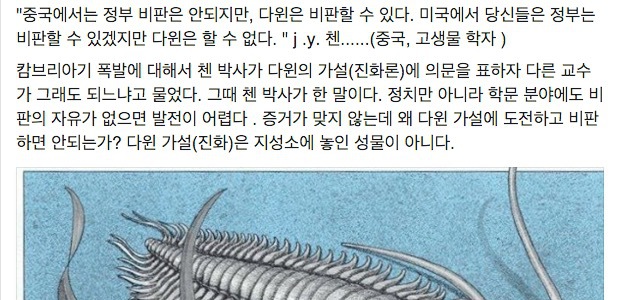 "중국에서는 정부 비판은 안되지만, 다윈은 비판할 수 있다. 미국에서 당신들은 정부는
비판할 수 있겠지만 다윈은 할 수 없다. " j .y. 첸......(중국, 고생물 학자 )
캄브리아기 폭발에 대해서 첸 박사가 다윈의 가설(진화론)에 의문을 표하자 다른 교수
가 그래도 되느냐고 물었다. 그때 첸 박사가 한 말이다. 정치만 아니라 학문 분야에도 비
판의 자유가 없으면 발전이 어렵다 . 증거가 맞지 않는데 왜 다윈 가설에 도전하고 비판
하면 안되는가? 다윈 가설(진화)은 지성소에 놓인 성물이 아니다.